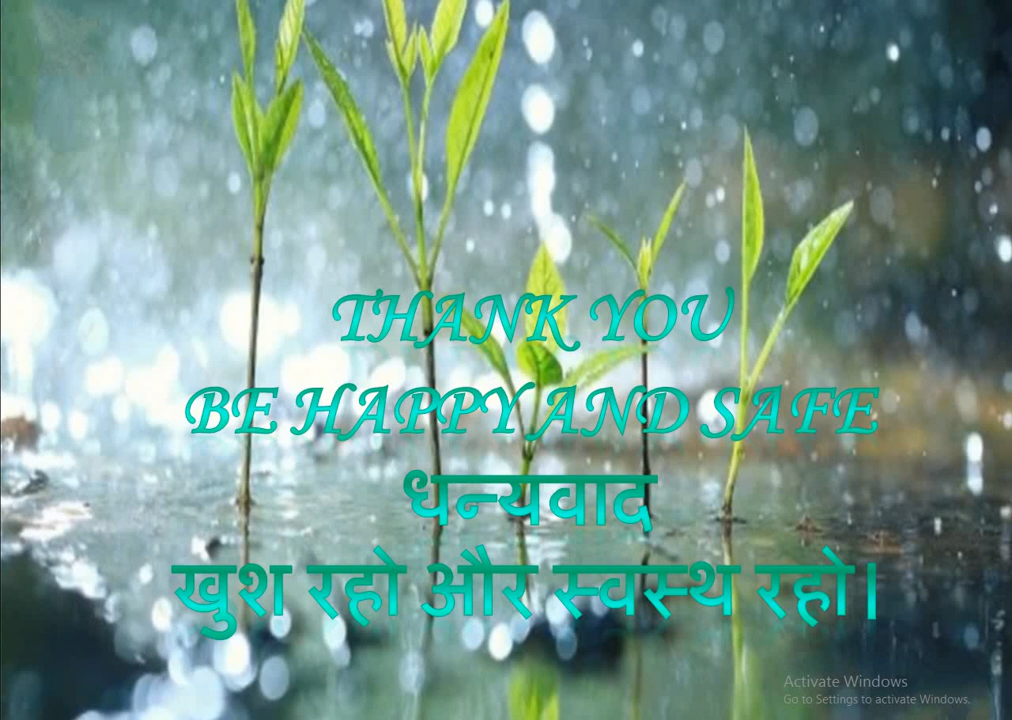 THANK YOU
BE HAPPY AND SAFE
धन्यवाद
खुश रहो और स्वस्थ रहो।
Activate Windows
Go to Settings to activate Windows.